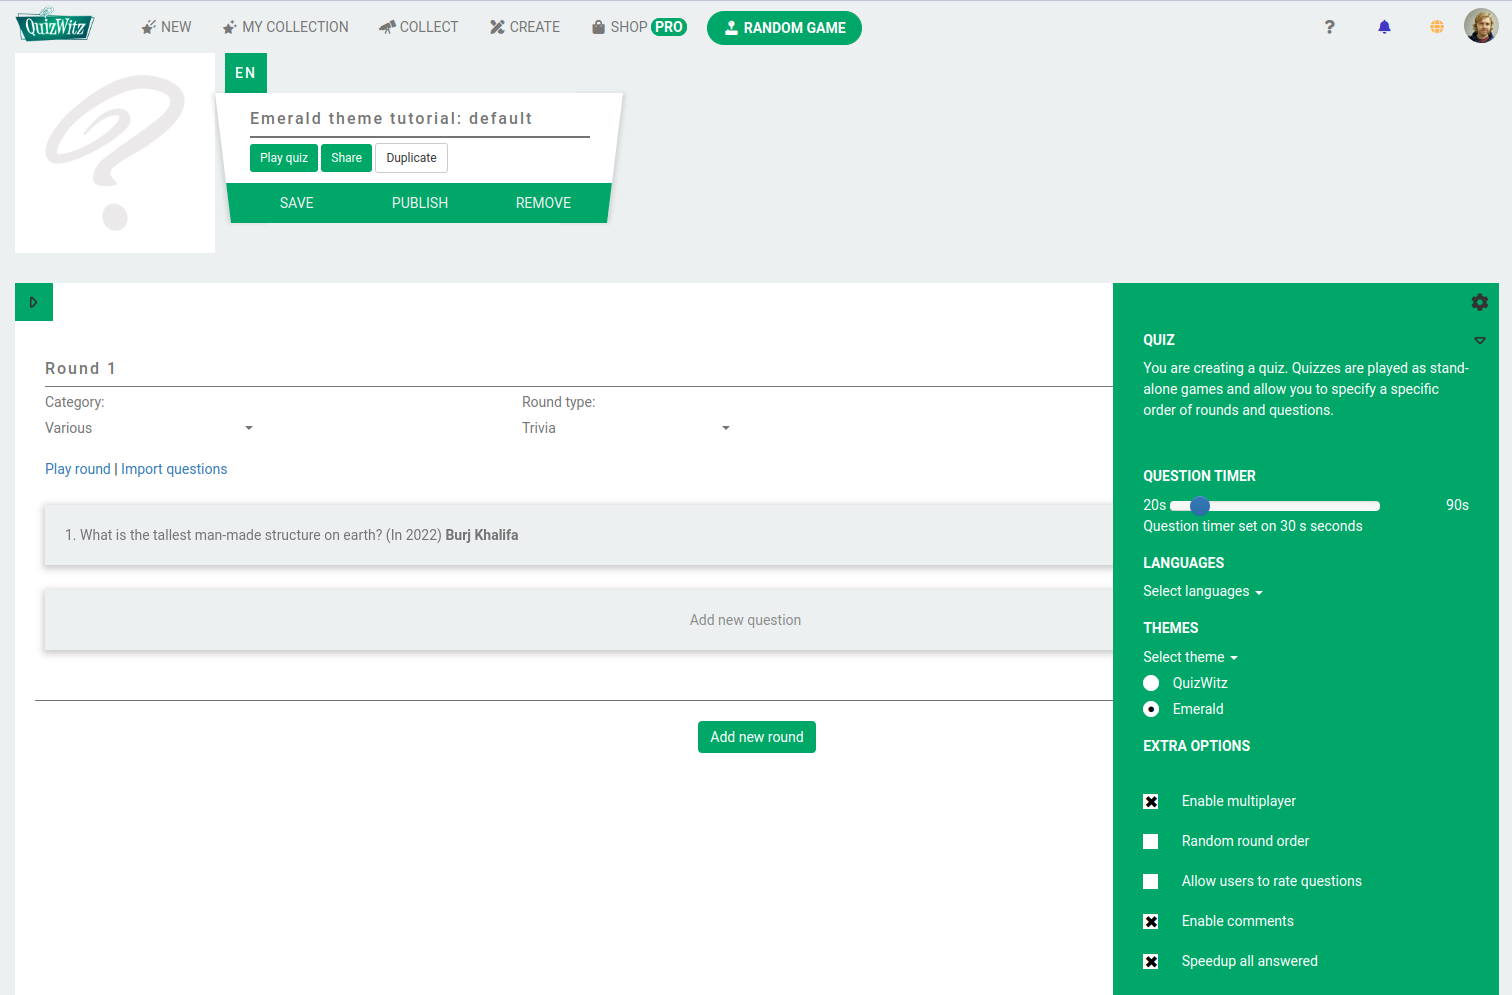 QuizWitz
NEW MY COLLECTION COLLECT CREATE SHOP PRO RANDOM GAME ?
EN
Emerald theme tutorial: default
Play quiz Share Duplicate
SAVE PUBLISH REMOVE
Round 1
Category: Round type:
Various Trivia
Play round | Import questions
1. What is the tallest man-made structure on earth? (In 2022) Burj Khalifa
Add new question
Add new round
QUIZ
You are creating a quiz. Quizzes are played as stand-
alone games and allow you to specify a specific
order of rounds and questions.
QUESTION TIMER
20s 90s
Question timer set on 30 s seconds
LANGUAGES
Select languages
THEMES
Select theme
QuizWitz
Emerald
EXTRA OPTIONS
Enable multiplayer
Random round order
Allow users to rate questions
Enable comments
Speedup all answered